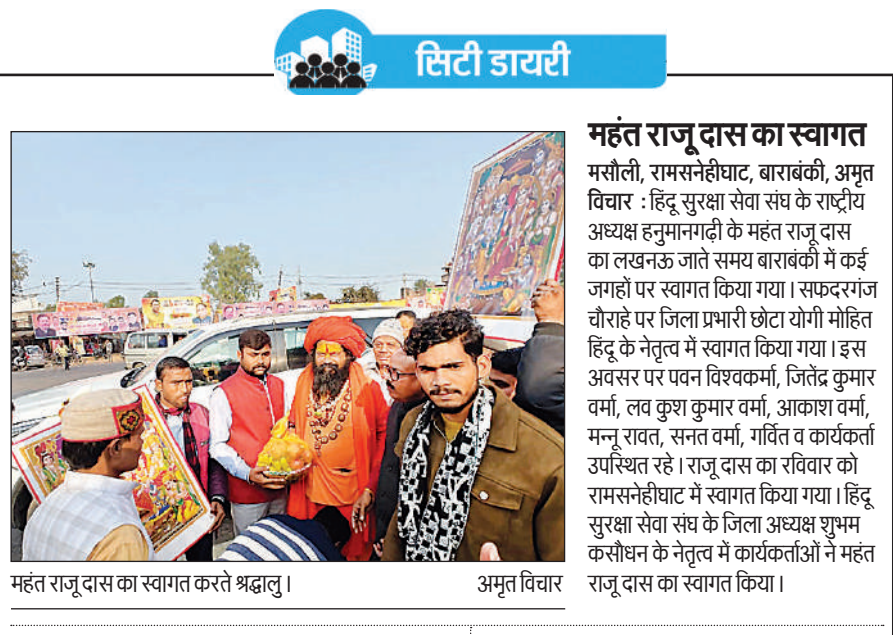 सिटी डायरी
महंत राजू दास का स्वागत
मसौली, रामसनेहीघाट, बाराबंकी, अमृत
विचार : हिंदू सुरक्षा सेवा संघ के राष्ट्रीय
अध्यक्ष हनुमानगढ़ी के महंत राजू दास
का लखनऊ जाते समय बाराबंकी में कई
जगहों पर स्वागत किया गया। सफदरगंज
चौराहे पर जिला प्रभारी छोटा योगी मोहित
हिंदू के नेतृत्व में स्वागत किया गया। इस
अवसर पर पवन विश्वकर्मा, जितेंद्र कुमार
वर्मा, लव कुश कुमार वर्मा, आकाश वर्मा,
मन्नू रावत, सनत वर्मा, गर्वित व कार्यकर्ता
उपस्थित रहे। राजू दास का रविवार को
रामसनेहीघाट में स्वागत किया गया। हिंदू
सुरक्षा सेवा संघ के जिला अध्यक्ष शुभम
कसौधन के नेतृत्व में कार्यकर्ताओं ने महंत
राजू दास का स्वागत किया।
महंत राजू दास का स्वागत करते श्रद्धालु। अमृत विचार